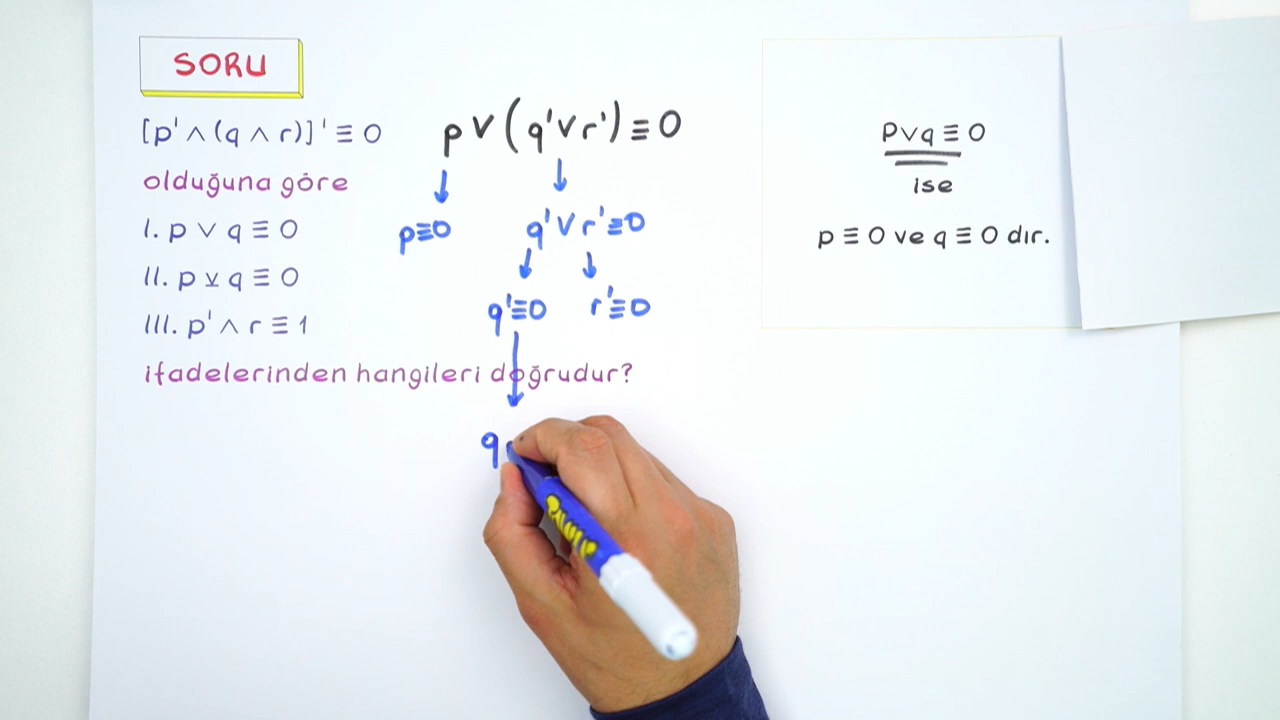 SORU
[p' ∧ (q ∧ r)]' ≡ 0
olduğuna göre
I. p ∨ q ≡ 0
II. p ⊻ q ≡ 0
III. p' ∧ r ≡ 1
ifadelerinden hangileri doğrudur?
p ∨ (q' ∨ r') ≡ 0
p≡0
q' ∨ r' ≡ 0
q'≡0
r'≡0
q
p∨q ≡ 0
ise
p ≡ 0 ve q ≡ 0 dır.